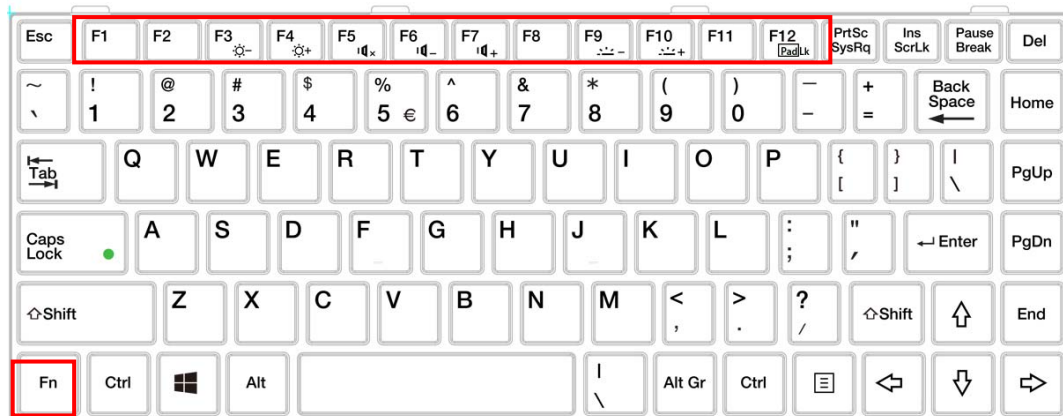 Esc F1 F2 F3 F4 F5 F6 F7 F8 F9 F10 F11 F12 PrtSc Ins Pause Del
Pad Lk SysRq ScrLk Break
~ ! @ # $ % ^ & * ( ) — + Back Home
` 1 2 3 4 5 € 6 7 8 9 0 - = Space
Tab Q W E R T Y U I O P { } | PgUp
[ ] \
Caps A S D F G H J K L : " Enter PgDn
Lock ; '
Shift Z X C V B N M < > ? Shift End
, . /
Fn Ctrl Alt | Alt Gr Ctrl
\